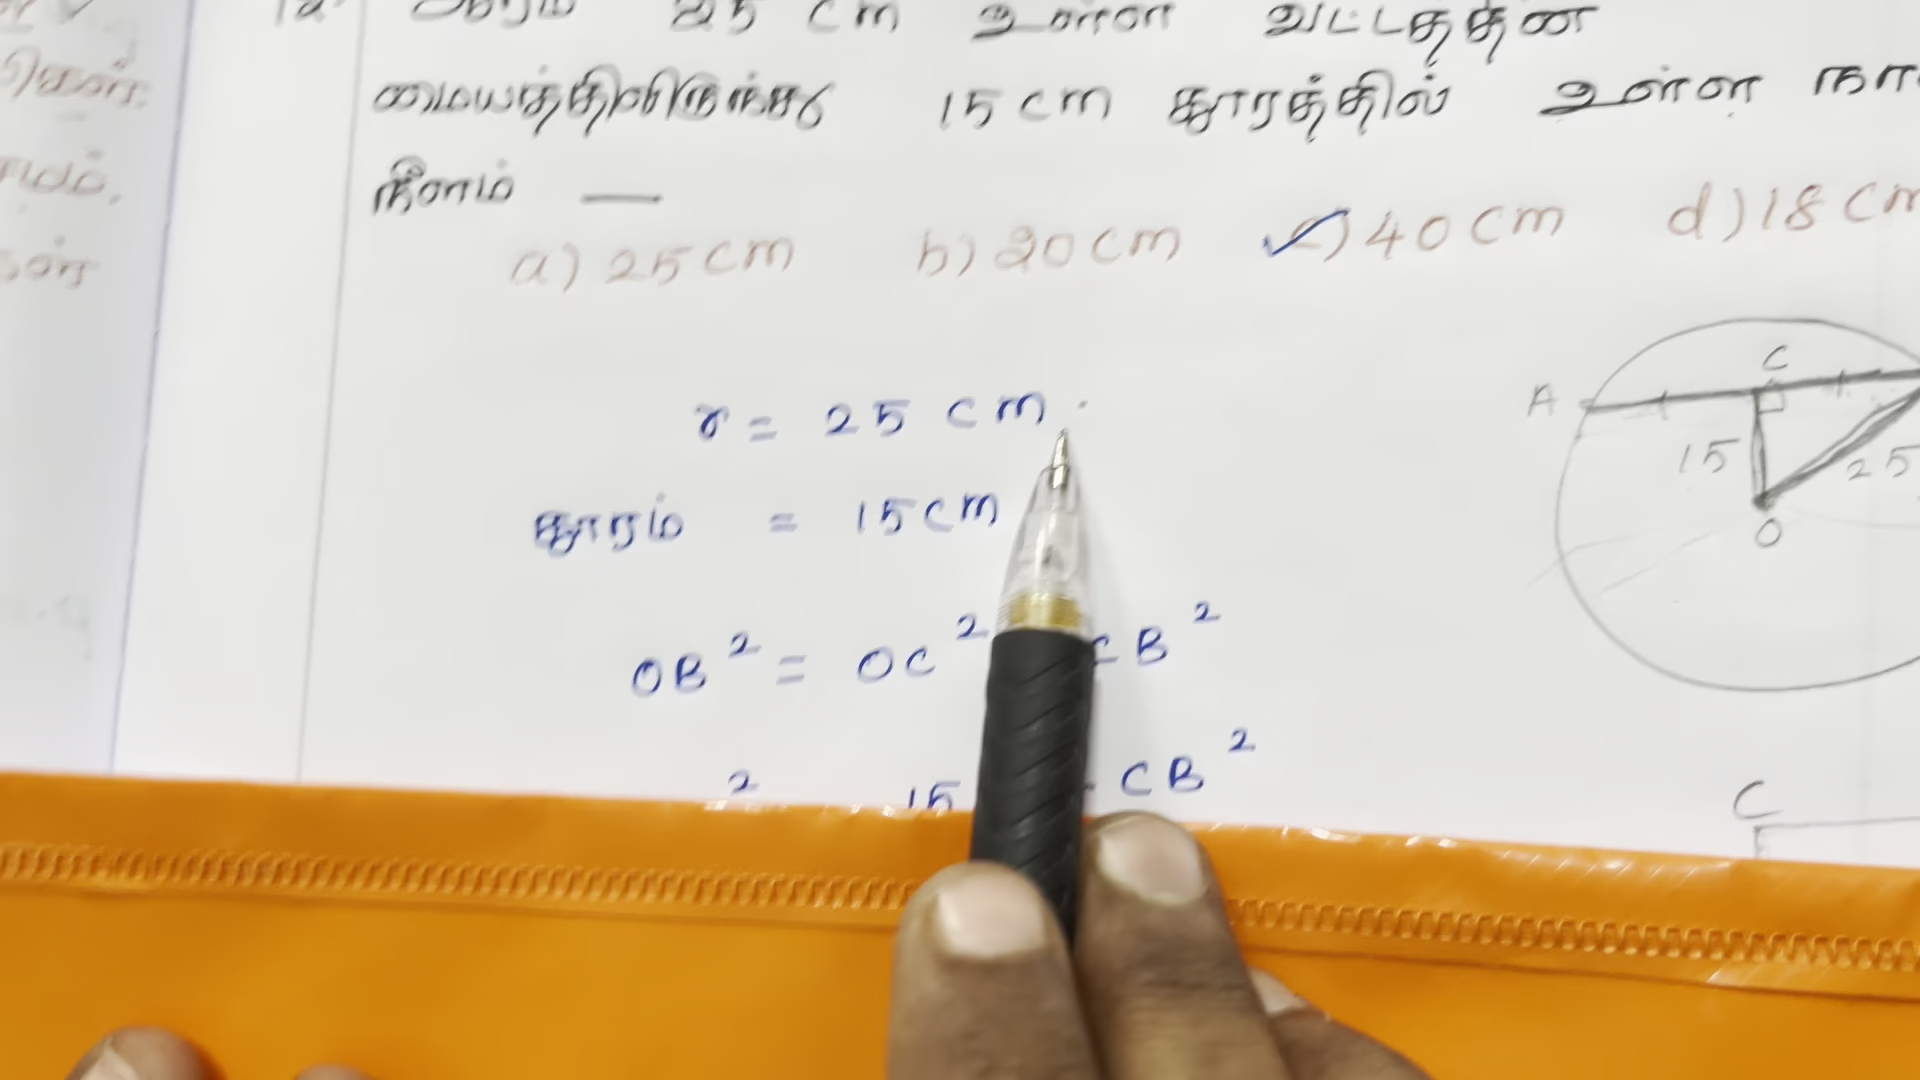 ஆரம் 25 cm உள்ள வட்டத்தின்
மையத்திலிருந்து 15 cm தூரத்தில் உள்ள நா
நீளம் —
a) 25 cm b) 20 cm c) 40 cm d) 18 cm
r = 25 cm.
தூரம் = 15 cm
OB² = OC² CB²
² 15 CB²
A C
15 25
O
C